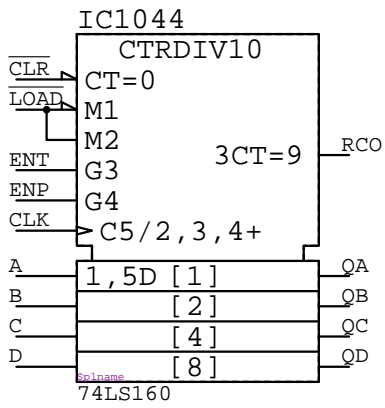 IC1044
CTRDIV10
CLR CT=0
LOAD M1
M2
ENT G3 3CT=9 RCO
ENP G4
CLK C5/2,3,4+
A 1,5D [1] QA
B [2] QB
C [4] QC
D [8] QD
$plname
74LS160